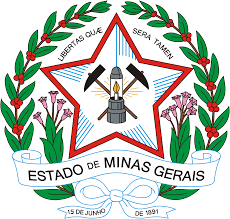 LIBERTAS QUÆ SERA TAMEN
ESTADO DE MINAS GERAIS
15 DE JUNHO DE 1891